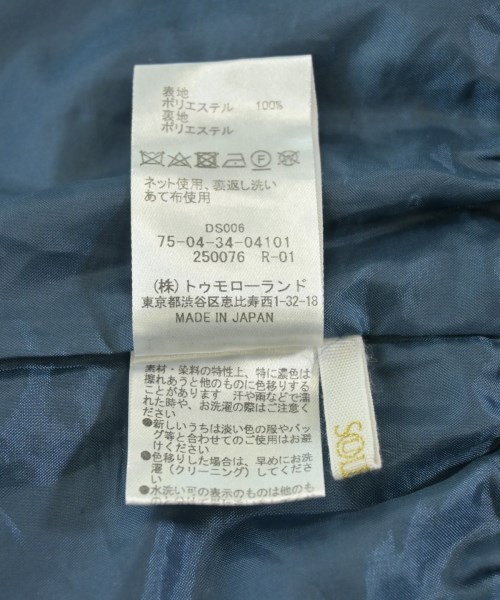 表地
ポリエステル 100%
裏地
ポリエステル
ネット使用、裏返し洗い
あて布使用
DS006
75-04-34-04101
250076 R-01
(株)トゥモローランド
東京都渋谷区恵比寿西1-32-18
MADE IN JAPAN
素材・染料の特性上、特に濃色は
擦れあうと他のものに色移りする
ことがあります 汗や雨などで濡
れた時や、お洗濯の際はご注意く
ださい
●新しいうちは淡い色の服やバッ
グ等と合わせてのご使用はお避
けください
●色移りした場合は、早めにお洗
濯(クリーニング)してくださ
い
●水洗い可の表示のものは他のも